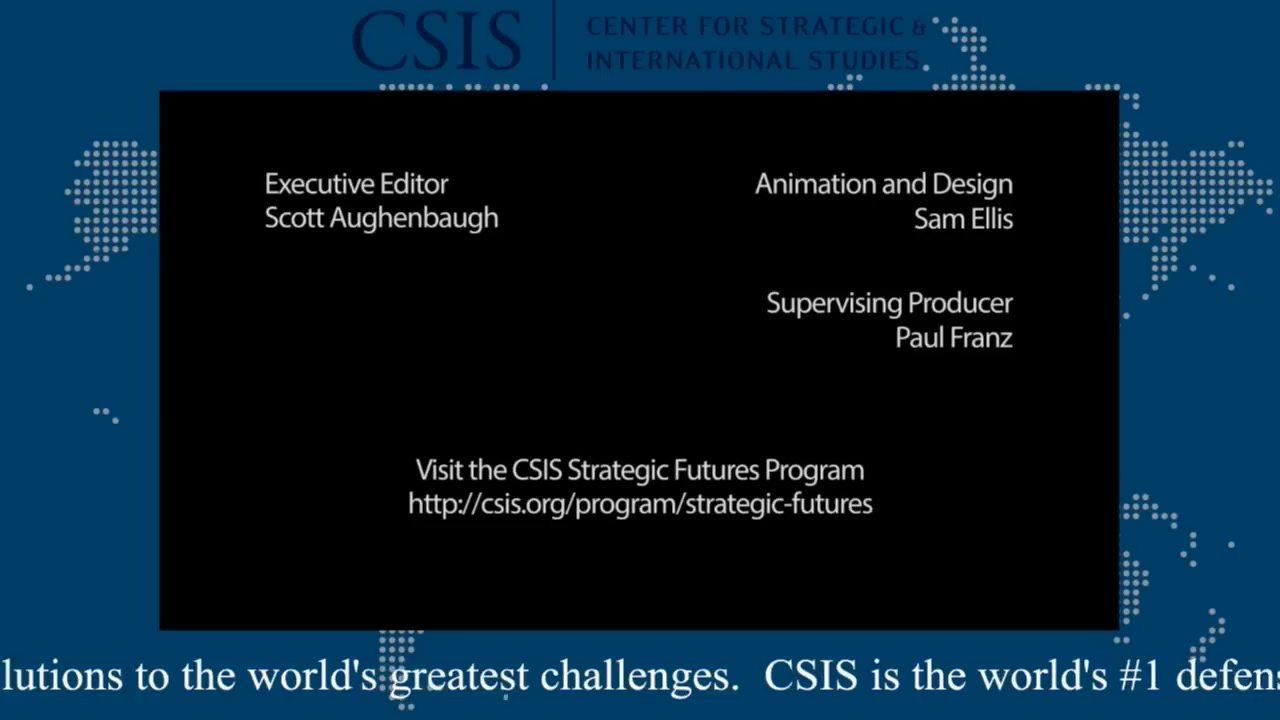 CSIS
CENTER FOR STRATEGIC &
INTERNATIONAL STUDIES
Executive Editor
Scott Aughenbaugh
Animation and Design
Sam Ellis
Supervising Producer
Paul Franz
Visit the CSIS Strategic Futures Program
http://csis.org/program/strategic-futures
lutions to the world's greatest challenges. CSIS is the world's #1 defens